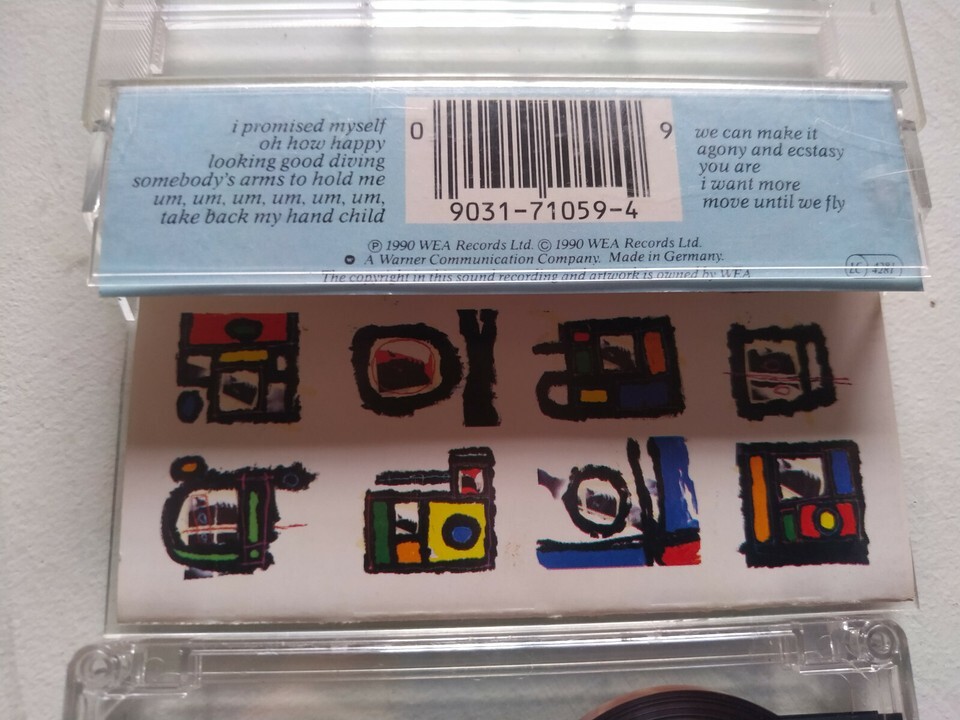 i promised myself
oh how happy
looking good diving
somebody's arms to hold me
um, um, um, um, um, um,
take back my hand child
0
9
9031-71059-4
we can make it
agony and ecstasy
you are
i want more
move until we fly
Ⓟ 1990 WEA Records Ltd. © 1990 WEA Records Ltd.
A Warner Communication Company. Made in Germany.
The copyright in this sound recording and artwork is owned by WEA
LC 4281